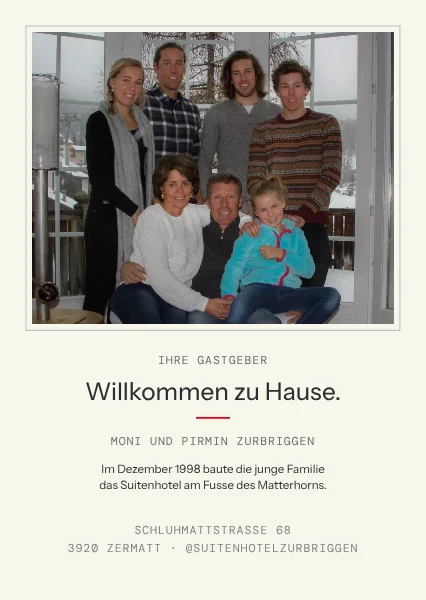 IHRE GASTGEBER
Willkommen zu Hause.
MONI UND PIRMIN ZURBRIGGEN
Im Dezember 1998 baute die junge Familie
das Suitenhotel am Fusse des Matterhorns.
SCHLUHMATTSTRASSE 68
3920 ZERMATT · @SUITENHOTELZURBRIGGEN